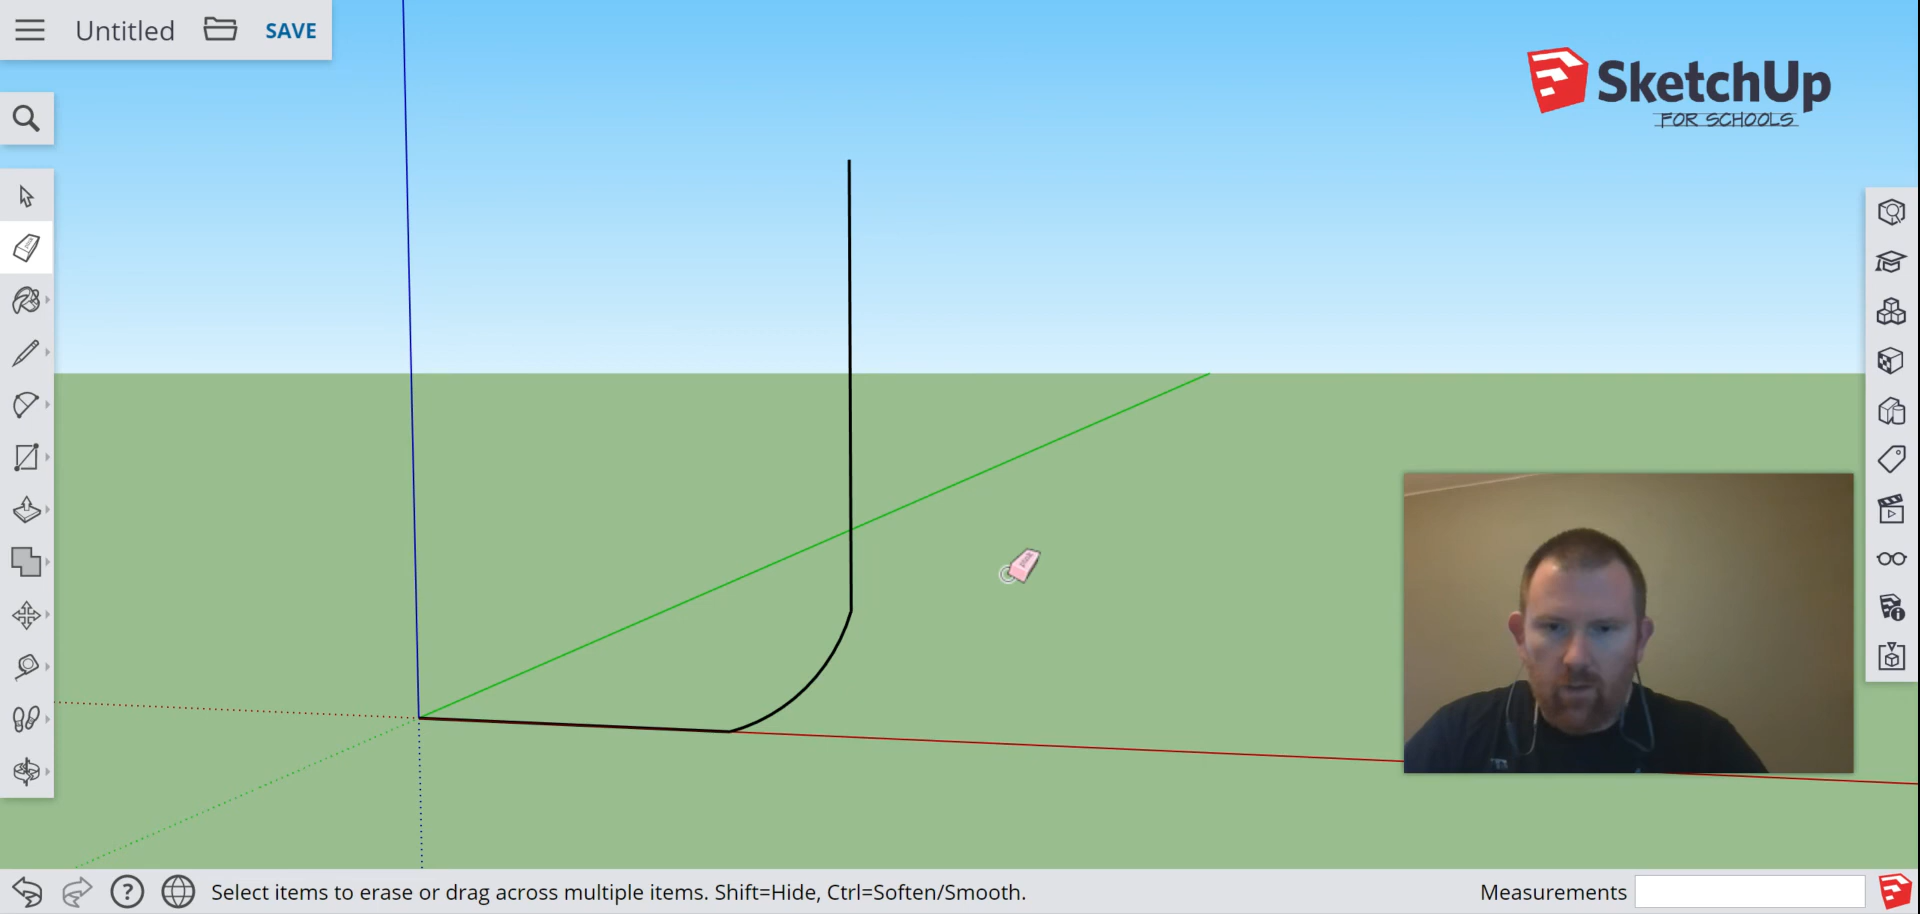 Untitled
SAVE
SketchUp
FOR SCHOOLS
Select items to erase or drag across multiple items. Shift=Hide, Ctrl=Soften/Smooth.
Measurements